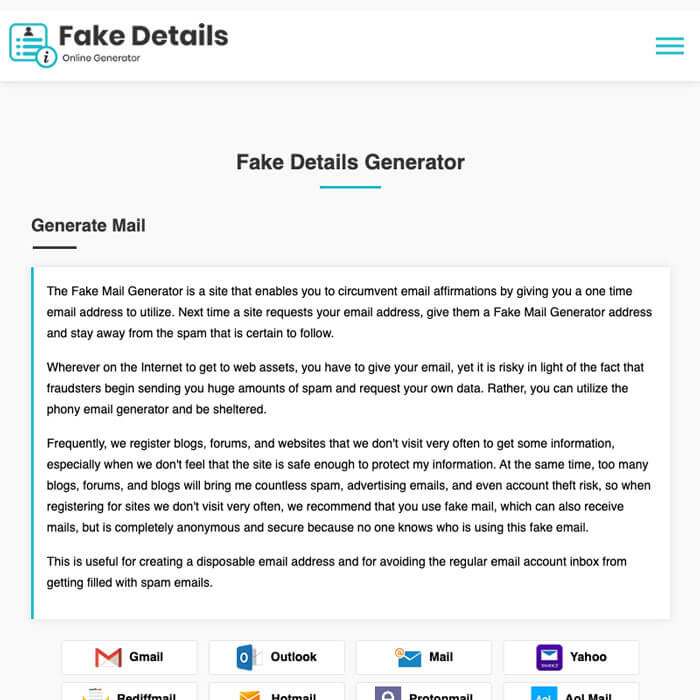 Fake Details
Online Generator
Fake Details Generator
Generate Mail
The Fake Mail Generator is a site that enables you to circumvent email affirmations by giving you a one time
email address to utilize. Next time a site requests your email address, give them a Fake Mail Generator address
and stay away from the spam that is certain to follow.
Wherever on the Internet to get to web assets, you have to give your email, yet it is risky in light of the fact that
fraudsters begin sending you huge amounts of spam and request your own data. Rather, you can utilize the
phony email generator and be sheltered.
Frequently, we register blogs, forums, and websites that we don't visit very often to get some information,
especially when we don't feel that the site is safe enough to protect my information. At the same time, too many
blogs, forums, and blogs will bring me countless spam, advertising emails, and even account theft risk, so when
registering for sites we don't visit very often, we recommend that you use fake mail, which can also receive
mails, but is completely anonymous and secure because no one knows who is using this fake email.
This is useful for creating a disposable email address and for avoiding the regular email account inbox from
getting filled with spam emails.
Gmail Outlook Mail Yahoo
Rediffmail Hotmail Protonmail Aol Mail